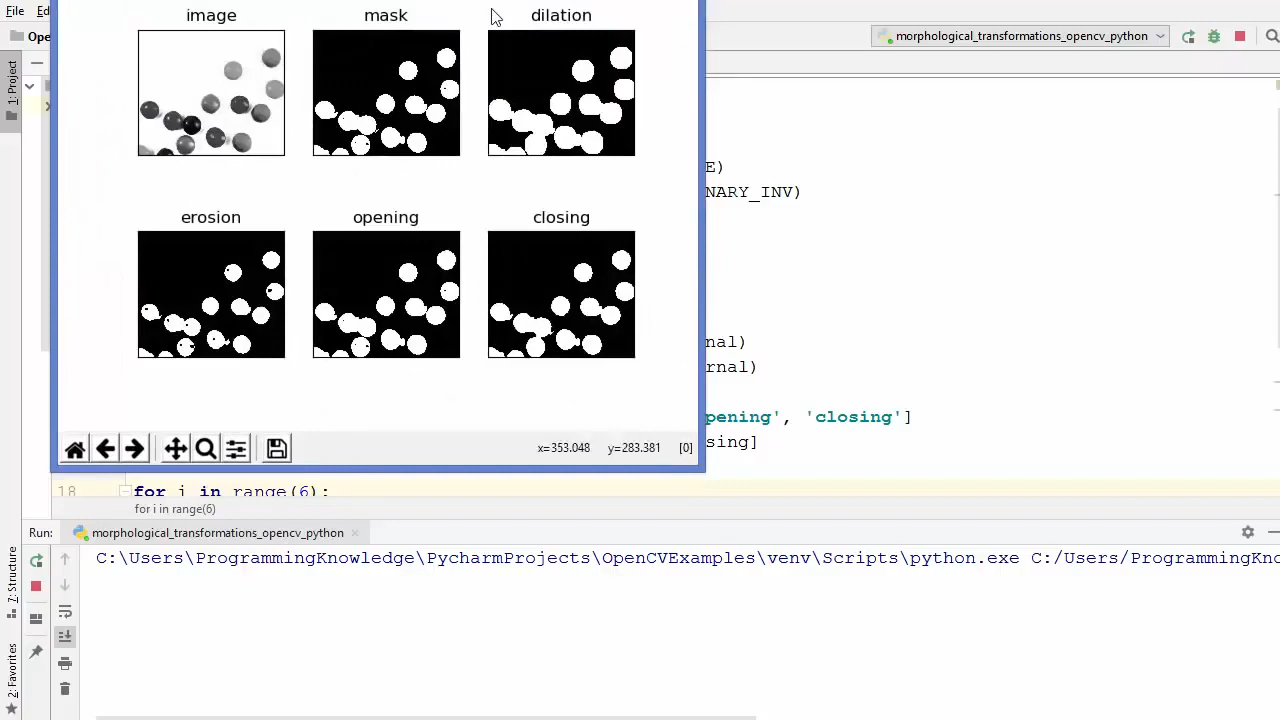 File Ed
Ope
morphological_transformations_opencv_python
1: Project
image mask dilation
E)
NARY_INV)
erosion opening closing
nal)
rnal)
pening', 'closing']
sing]
x=353.048 y=283.381 [0]
18 for i in range(6):
for i in range(6)
Run: morphological_transformations_opencv_python
C:\Users\ProgrammingKnowledge\PycharmProjects\OpenCVExamples\venv\Scripts\python.exe C:/Users/ProgrammingKno
7: Structure
2: Favorites